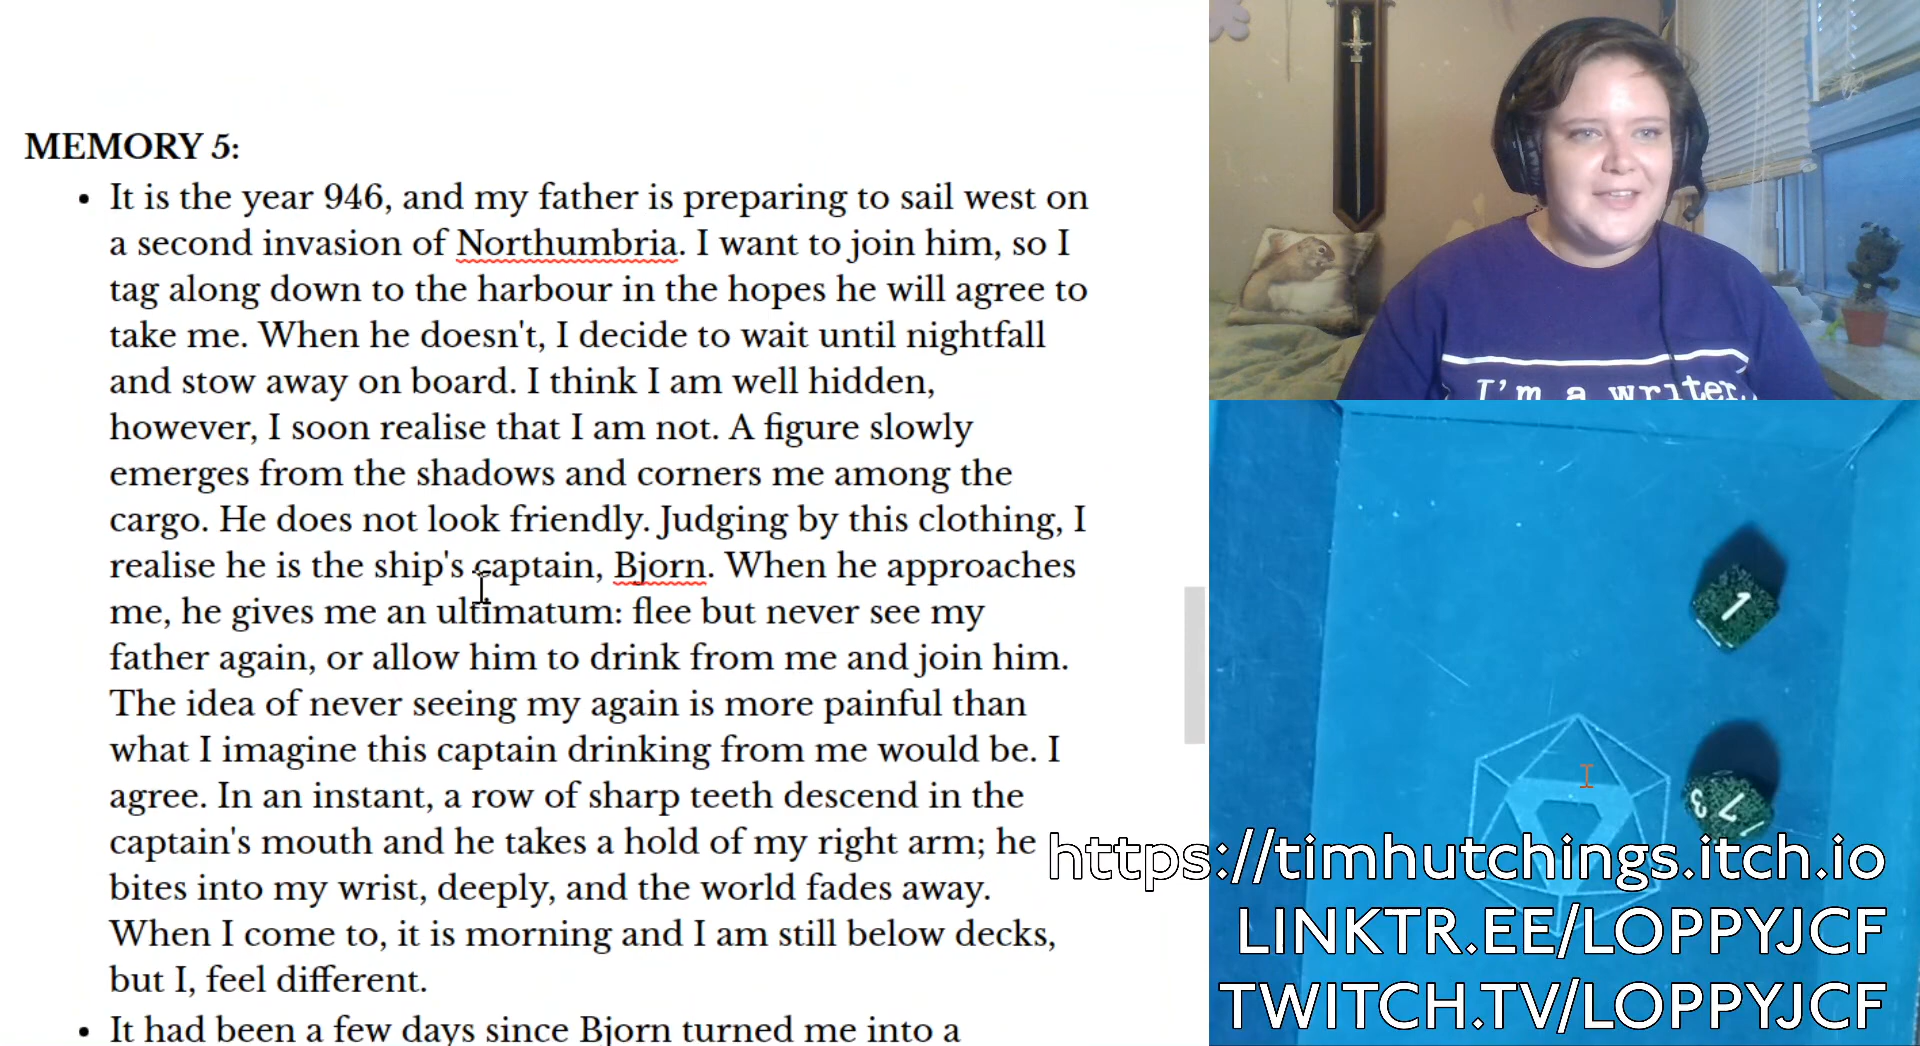 MEMORY 5:
• It is the year 946, and my father is preparing to sail west on
a second invasion of Northumbria. I want to join him, so I
tag along down to the harbour in the hopes he will agree to
take me. When he doesn't, I decide to wait until nightfall
and stow away on board. I think I am well hidden,
however, I soon realise that I am not. A figure slowly
emerges from the shadows and corners me among the
cargo. He does not look friendly. Judging by this clothing, I
realise he is the ship's captain, Bjorn. When he approaches
me, he gives me an ultimatum: flee but never see my
father again, or allow him to drink from me and join him.
The idea of never seeing my again is more painful than
what I imagine this captain drinking from me would be. I
agree. In an instant, a row of sharp teeth descend in the
captain's mouth and he takes a hold of my right arm; he
bites into my wrist, deeply, and the world fades away.
When I come to, it is morning and I am still below decks,
but I, feel different.
• It had been a few days since Bjorn turned me into a
I'm a writer
1
7
3
https://timhutchings.itch.io
LINKTR.EE/LOPPYJCF
TWITCH.TV/LOPPYJCF